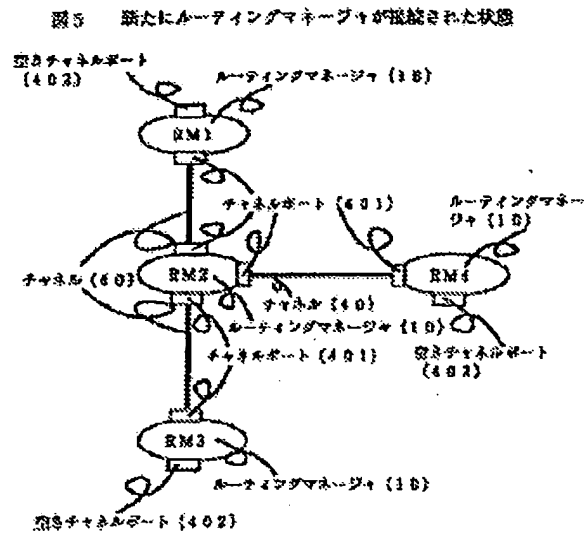 図5 新たにルーティングマネージャが接続された状態
空きチャネルポート
(402)
ルーティングマネージャ (10)
RM1
チャネルポート (401)
ルーティングマネー
ジャ (10)
チャネル (40)
RM2
RM4
チャネル (40)
ルーティングマネージャ (10)
チャネルポート (401)
空きチャネルポート
(402)
RM3
ルーティングマネージャ (10)
空きチャネルポート (402)